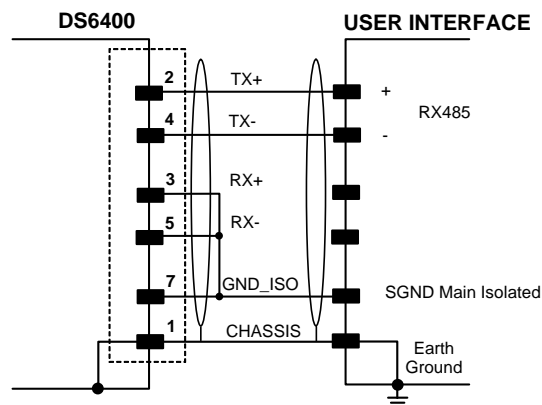 DS6400
USER INTERFACE
2
TX+
+
RX485
4
TX-
-
3
RX+
5
RX-
7
GND_ISO
SGND Main Isolated
1
CHASSIS
Earth
Ground